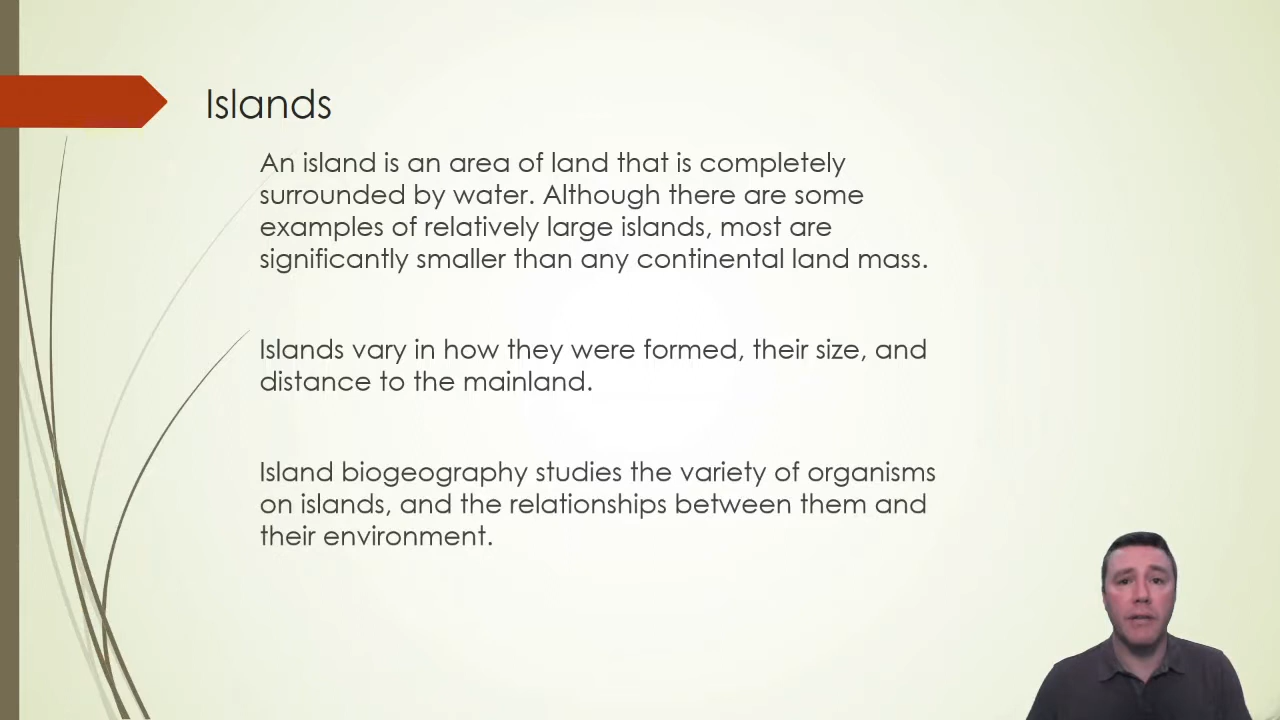 Islands
An island is an area of land that is completely
surrounded by water. Although there are some
examples of relatively large islands, most are
significantly smaller than any continental land mass.
Islands vary in how they were formed, their size, and
distance to the mainland.
Island biogeography studies the variety of organisms
on islands, and the relationships between them and
their environment.